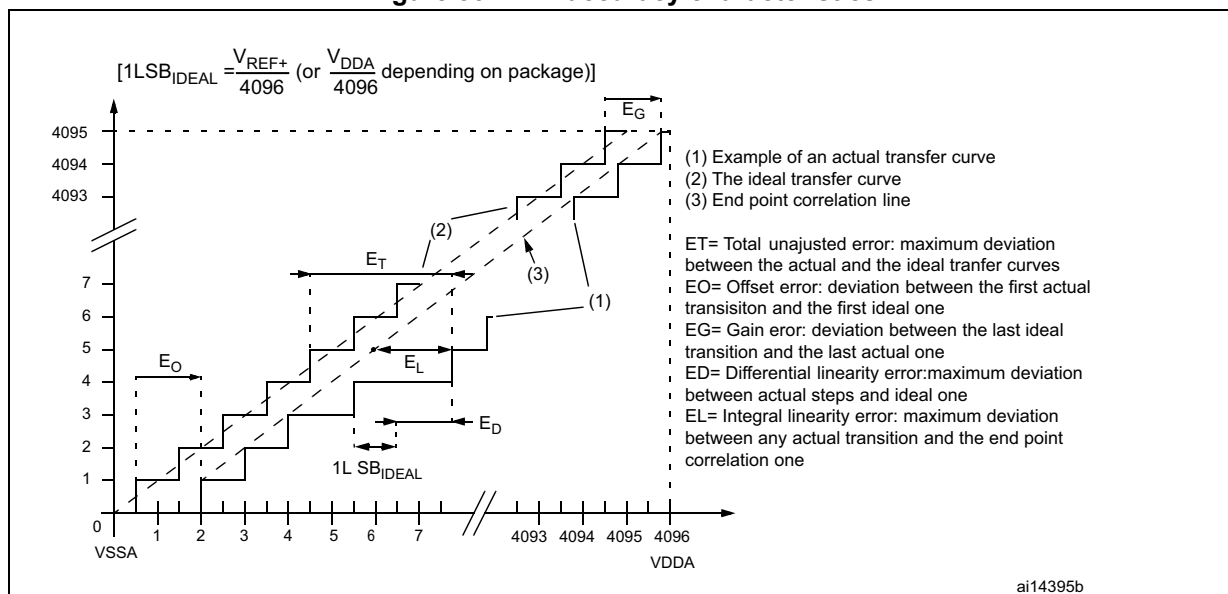 [1LSBIDEAL = VREF+ / 4096 (or VDDA / 4096 depending on package)]
EG
4095
4094
4093
(1) Example of an actual transfer curve
(2) The ideal transfer curve
(3) End point correlation line
(2)
ET
(3)
(1)
7
6
5
4
3
2
1
0
EO
EL
ED
1L SBIDEAL
ET= Total unajusted error: maximum deviation
between the actual and the ideal tranfer curves
EO= Offset error: deviation between the first actual
transisiton and the first ideal one
EG= Gain eror: deviation between the last ideal
transition and the last actual one
ED= Differential linearity error:maximum deviation
between actual steps and ideal one
EL= Integral linearity error: maximum deviation
between any actual transition and the end point
correlation one
1 2 3 4 5 6 7 4093 4094 4095 4096
VSSA
VDDA
ai14395b